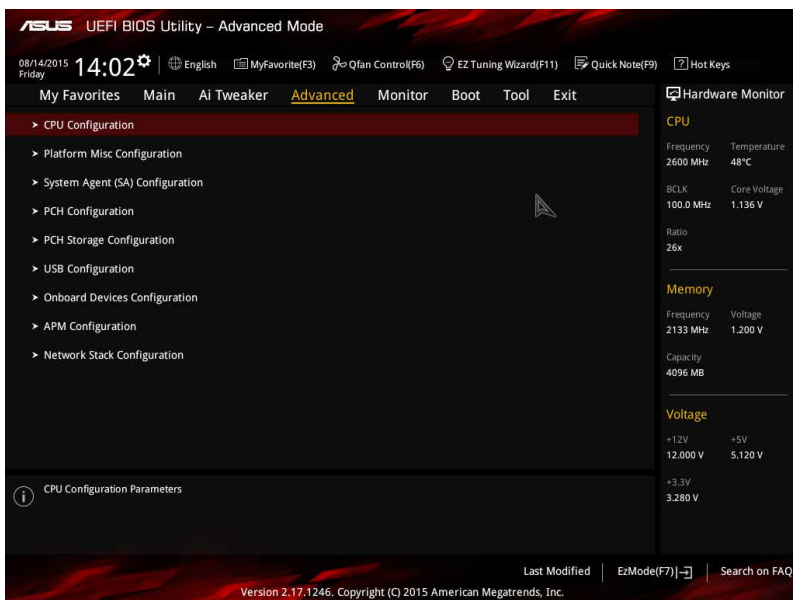 ASUS UEFI BIOS Utility – Advanced Mode
08/14/2015 Friday 14:02 English MyFavorite(F3) Qfan Control(F6) EZ Tuning Wizard(F11) Quick Note(F9) ? Hot Keys
My Favorites Main Ai Tweaker Advanced Monitor Boot Tool Exit
Hardware Monitor
> CPU Configuration
> Platform Misc Configuration
> System Agent (SA) Configuration
> PCH Configuration
> PCH Storage Configuration
> USB Configuration
> Onboard Devices Configuration
> APM Configuration
> Network Stack Configuration
CPU
Frequency Temperature
2600 MHz 48°C
BCLK Core Voltage
100.0 MHz 1.136 V
Ratio
26x
Memory
Frequency Voltage
2133 MHz 1.200 V
Capacity
4096 MB
Voltage
+12V +5V
12.000 V 5.120 V
+3.3V
3.280 V
i CPU Configuration Parameters
Last Modified EzMode(F7) Search on FAQ
Version 2.17.1246. Copyright (C) 2015 American Megatrends, Inc.